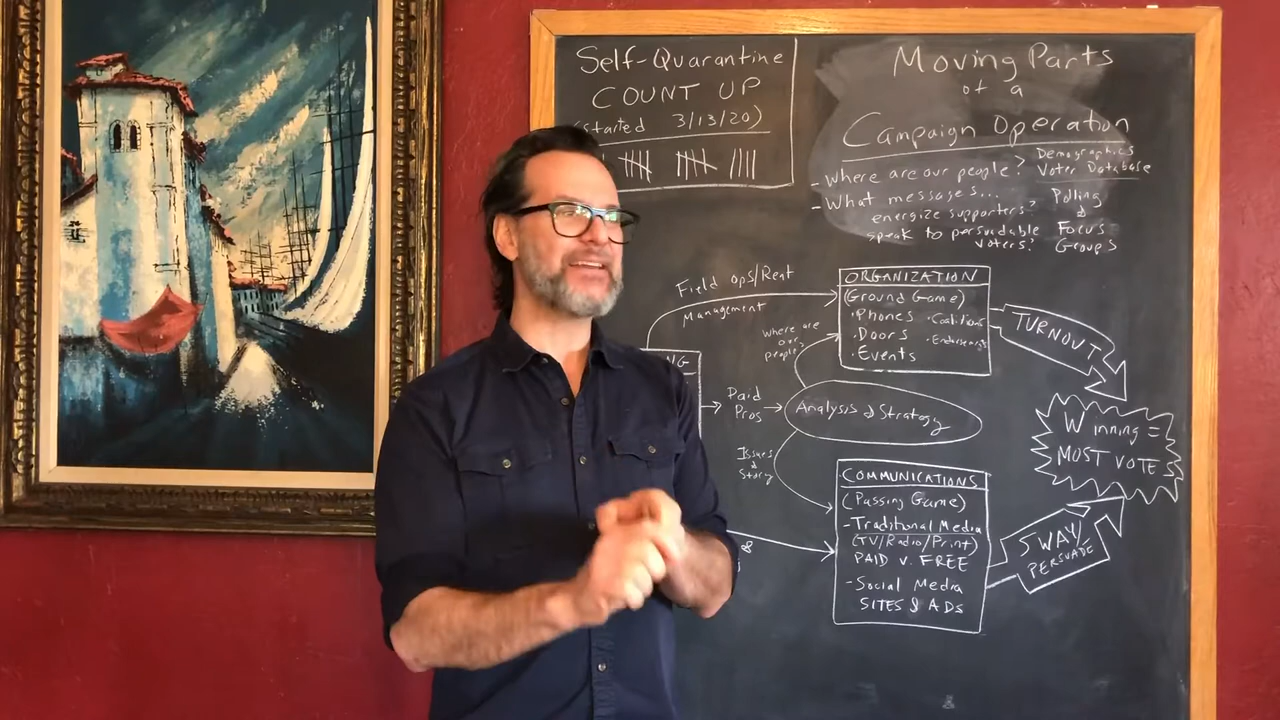 Self-Quarantine
COUNT UP
(started 3/13/20)
Moving Parts
of a
Campaign Operation
- Where are our people?
Demographics
Voter Database
- What messages...
energize supporters?
speak to persuadable
voters?
Polling
&
Focus
Groups
Field Ops/Rent
Management
ORGANIZATION
(Ground Game)
• Phones
• Doors
• Events
• Coalitions
TURNOUT
Where are
our
people?
NG
Paid
Pros
Analysis & Strategy
Issues
&
Story
Winning =
MOST VOTES
COMMUNICATIONS
(Passing Game)
- Traditional Media
(TV/Radio/Print)
PAID v. FREE
- Social Media
SITES & ADs
SWAY/
PERSUADE